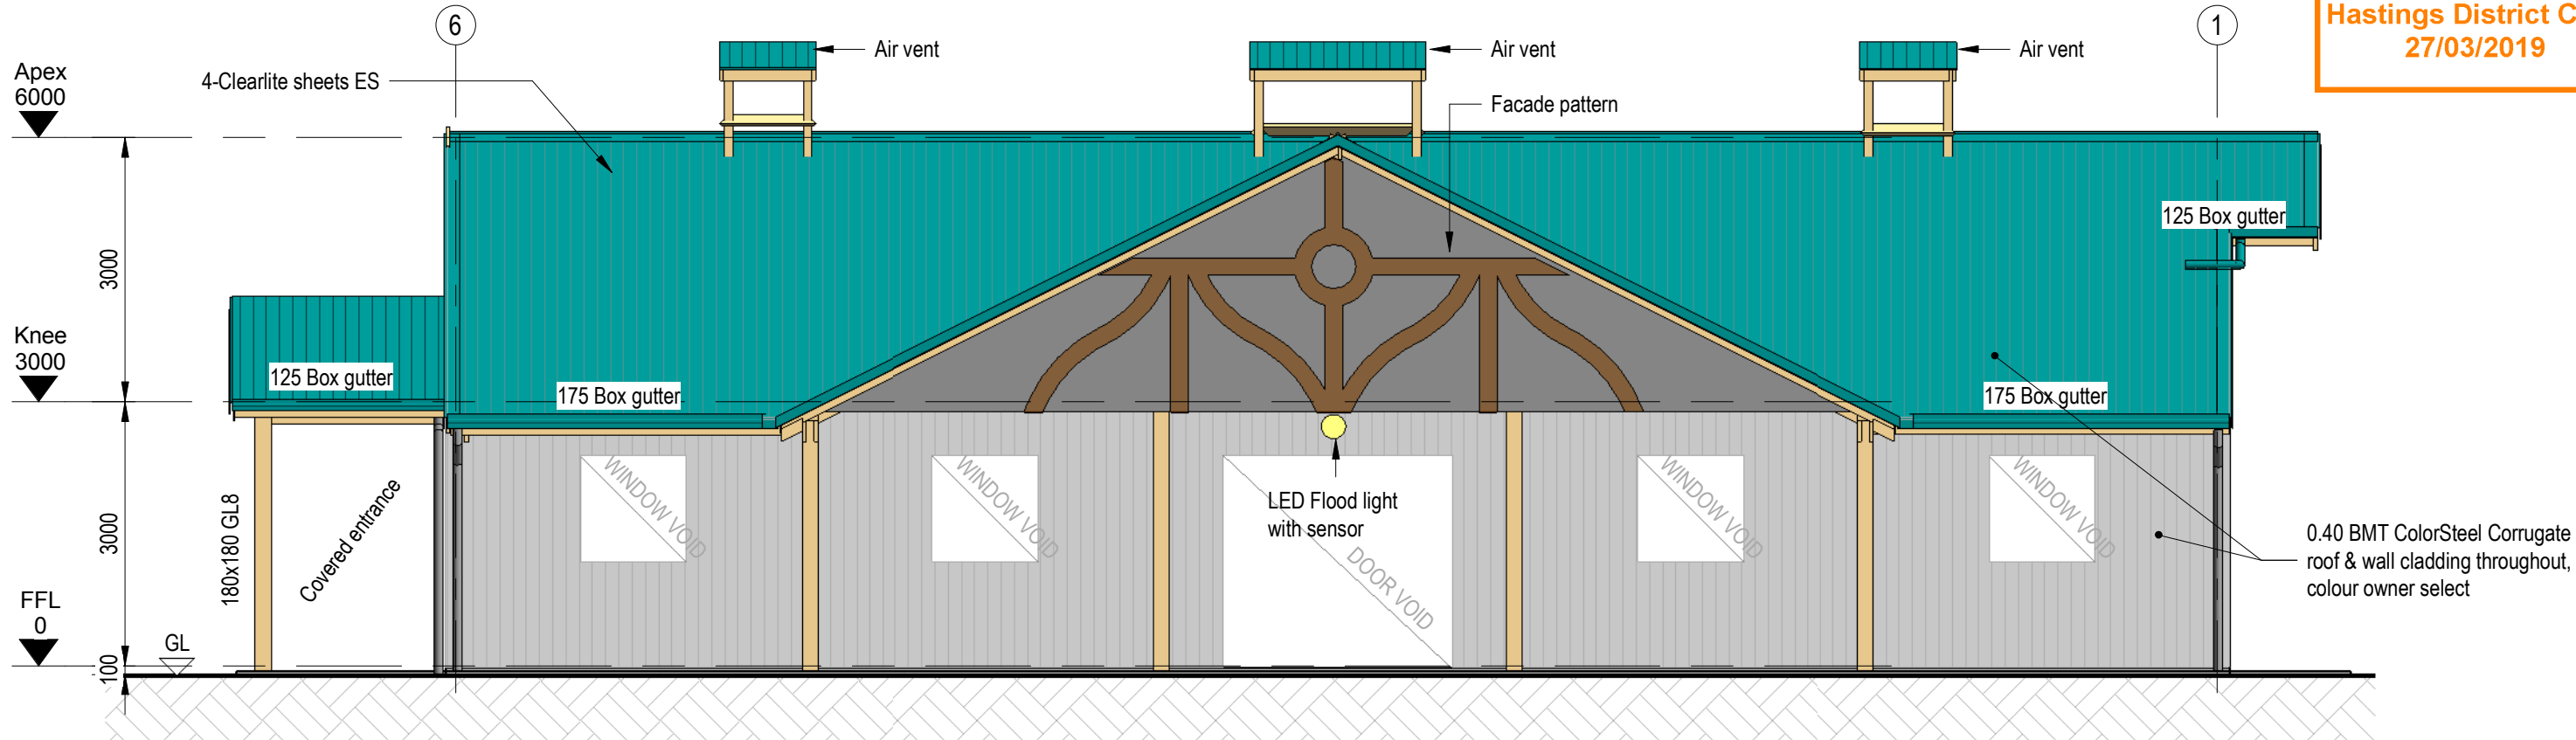 Hastings District C
27/03/2019
6
1
Air vent
Air vent
Air vent
Apex
6000
4-Clearlite sheets ES
Facade pattern
125 Box gutter
3000
Knee
3000
125 Box gutter
175 Box gutter
175 Box gutter
WINDOW VOID
WINDOW VOID
WINDOW VOID
WINDOW VOID
LED Flood light
with sensor
DOOR VOID
3000
180x180 GL8
Covered entrance
0.40 BMT ColorSteel Corrugate
roof & wall cladding throughout,
colour owner select
FFL
0
GL
100